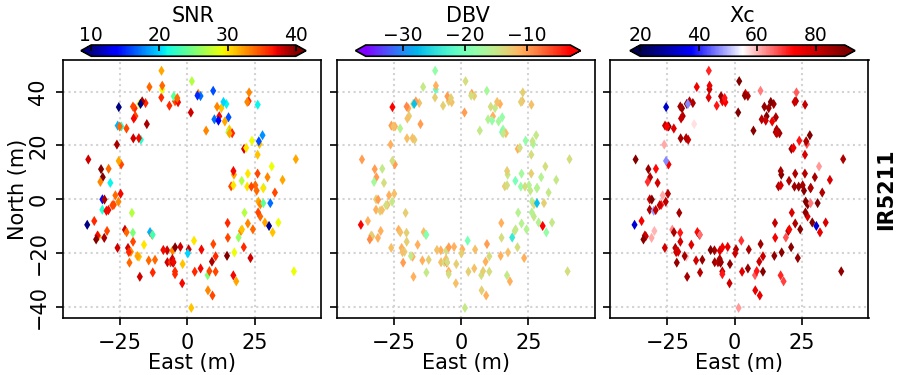 SNR DBV Xc
10 20 30 40 −30 −20 −10 20 40 60 80
North (m)
40
20
0
−20
−40
−25 0 25 −25 0 25 −25 0 25
East (m) East (m) East (m)
IR5211